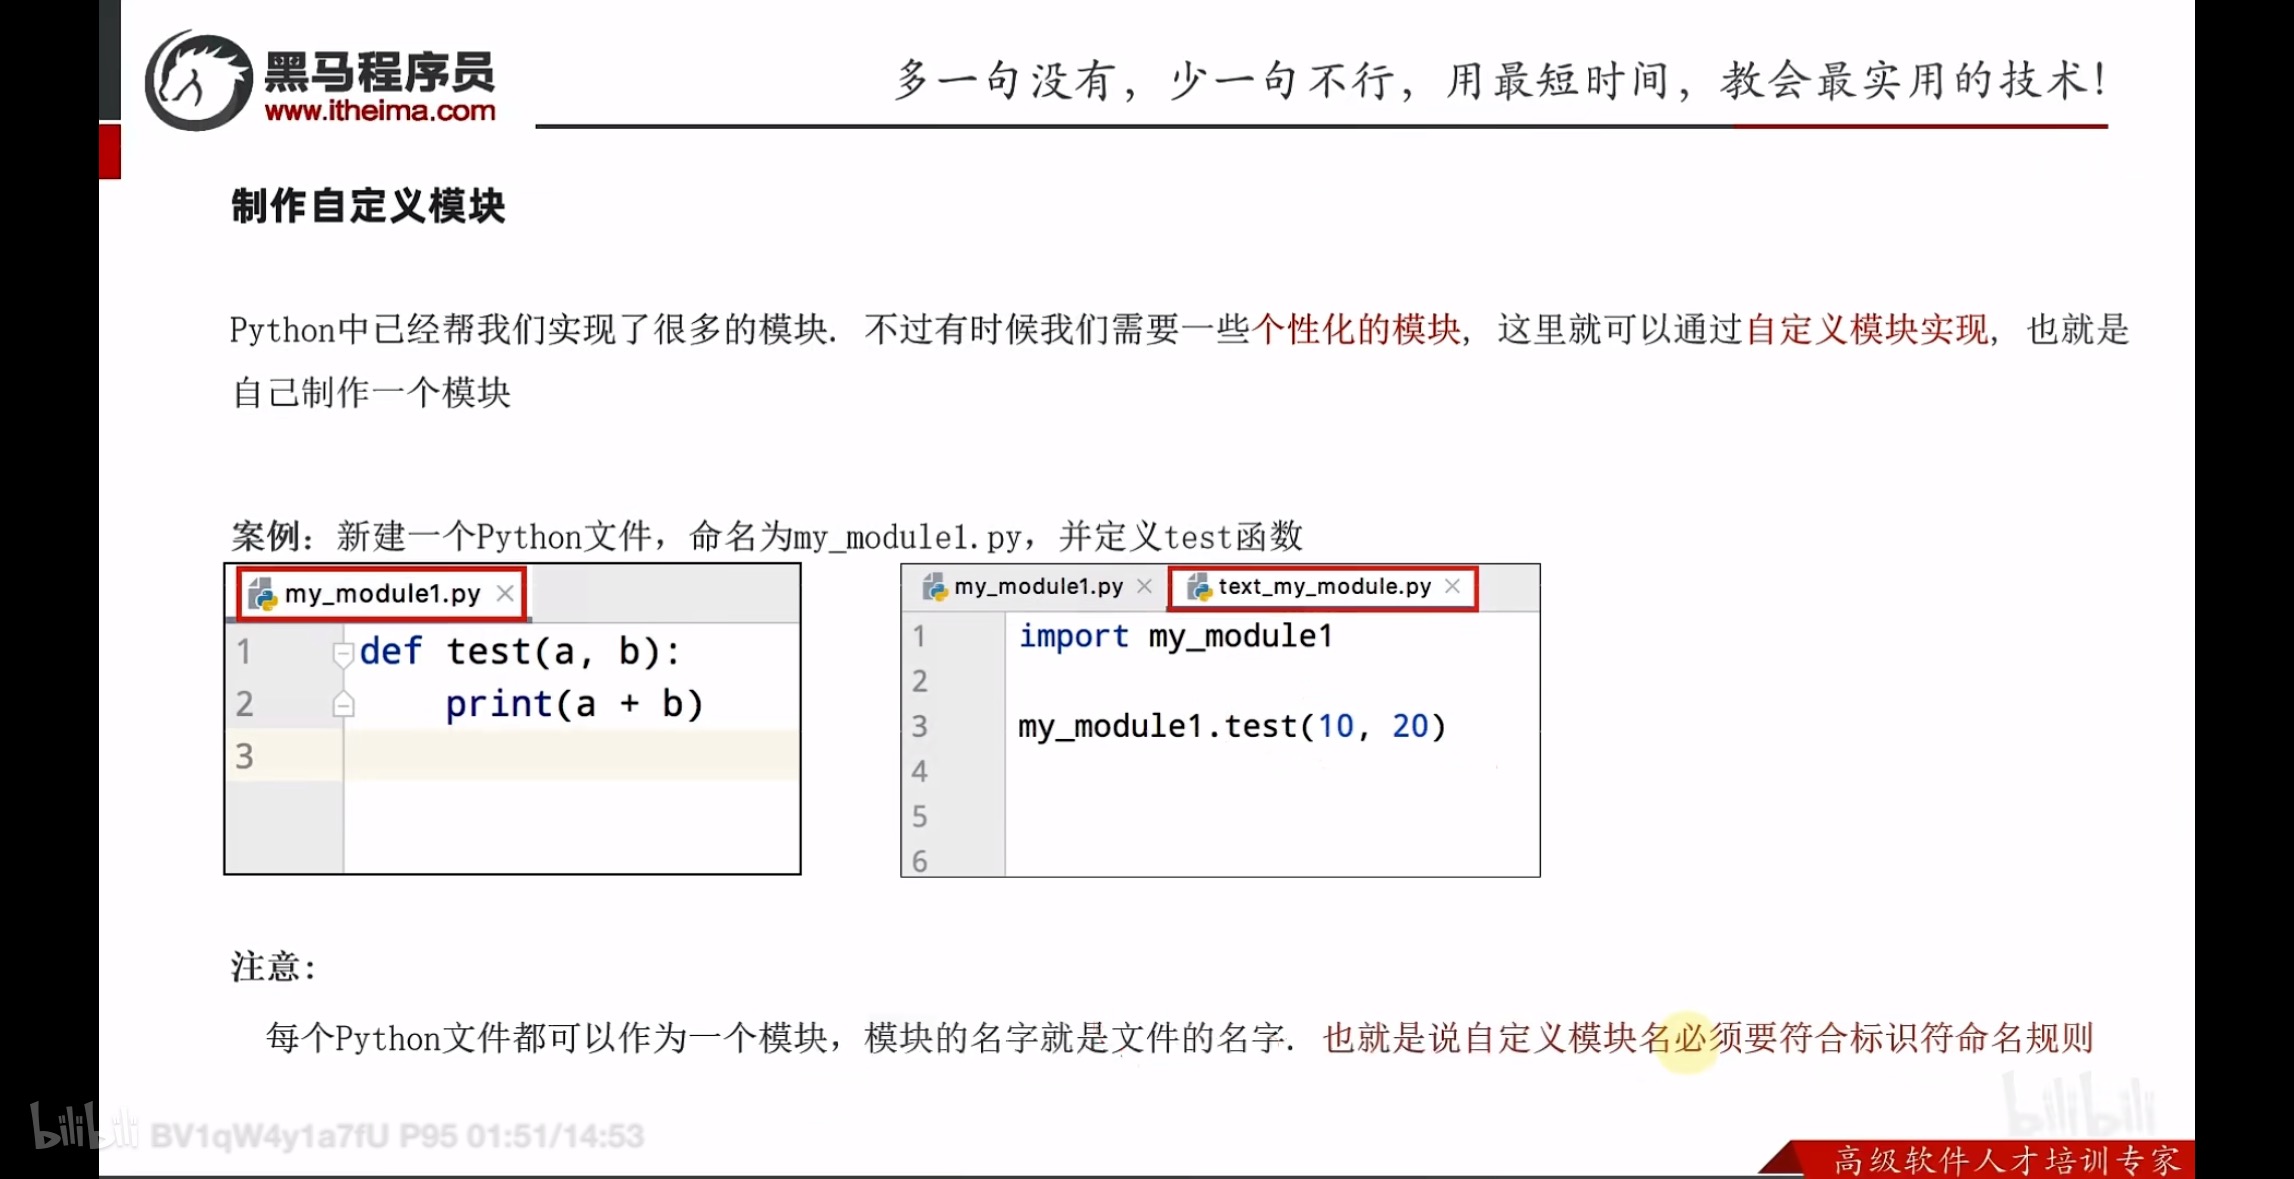 黑马程序员
www.itheima.com
多一句没有，少一句不行，用最短时间，教会最实用的技术！
制作自定义模块
Python中已经帮我们实现了很多的模块. 不过有时候我们需要一些个性化的模块, 这里就可以通过自定义模块实现, 也就是
自己制作一个模块
案例：新建一个Python文件，命名为my_module1.py，并定义test函数
my_module1.py
1 def test(a, b):
2 print(a + b)
3
my_module1.py text_my_module.py
1 import my_module1
2
3 my_module1.test(10, 20)
4
5
6
注意：
每个Python文件都可以作为一个模块，模块的名字就是文件的名字. 也就是说自定义模块名必须要符合标识符命名规则
bilibili BV1qW4y1a7fU P95 01:51/14:53
bilibili
高级软件人才培训专家